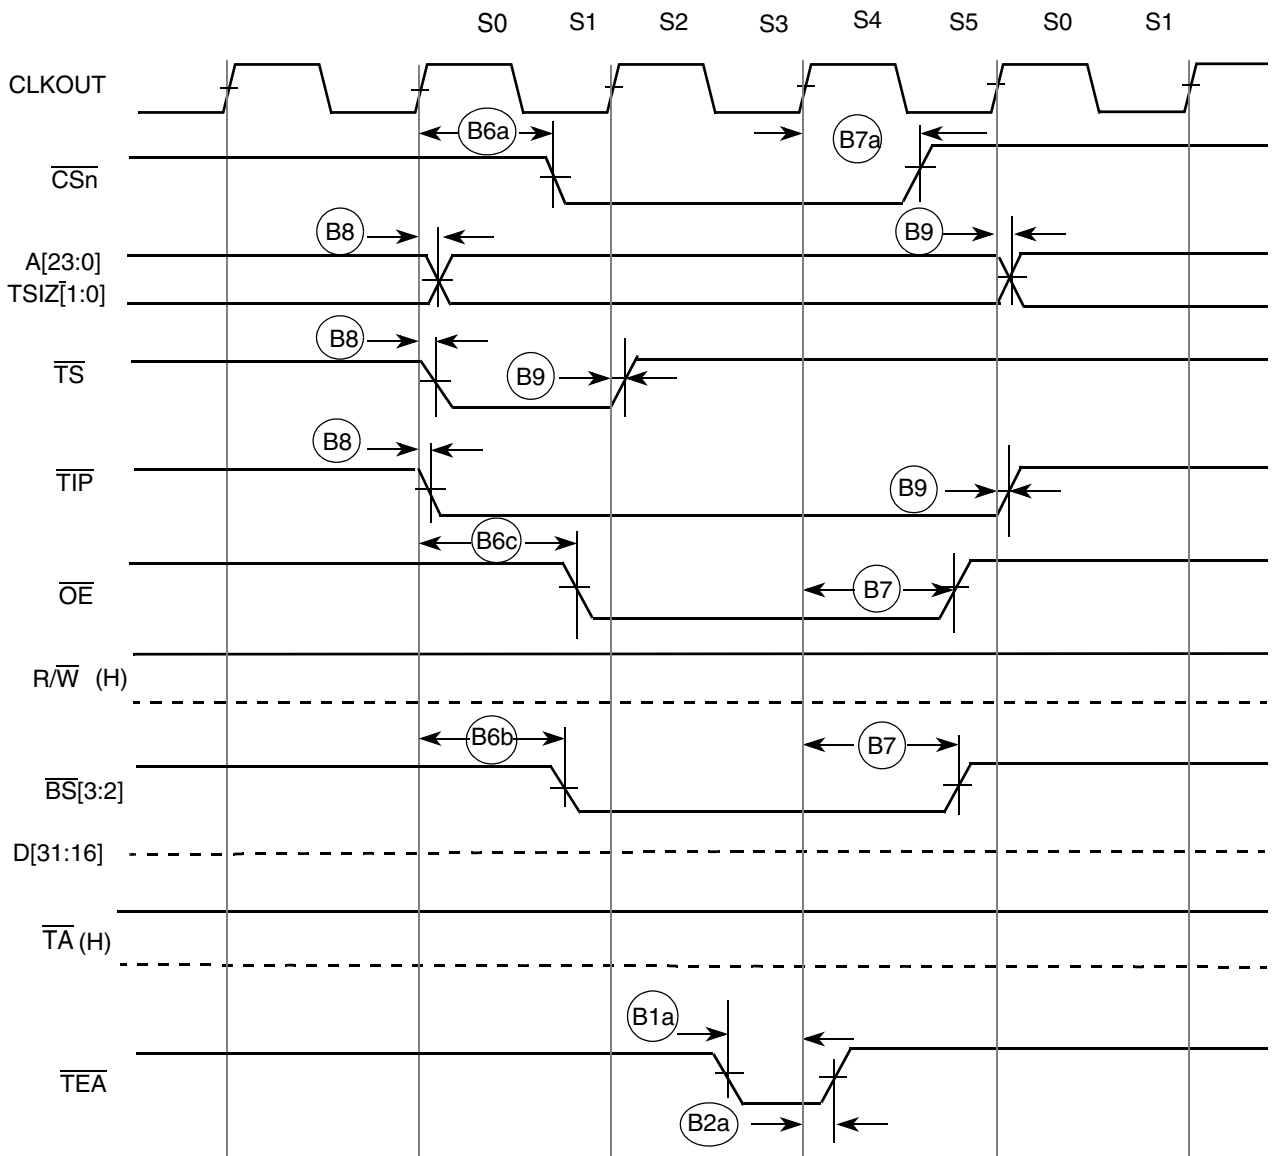 S0 S1 S2 S3 S4 S5 S0 S1
CLKOUT
B6a
B7a
CSn
B8
B9
A[23:0]
TSIZ[1:0]
B8
TS
B9
B8
TIP
B9
B6c
OE
B7
R/W (H)
B6b
B7
BS[3:2]
D[31:16]
TA (H)
B1a
TEA
B2a